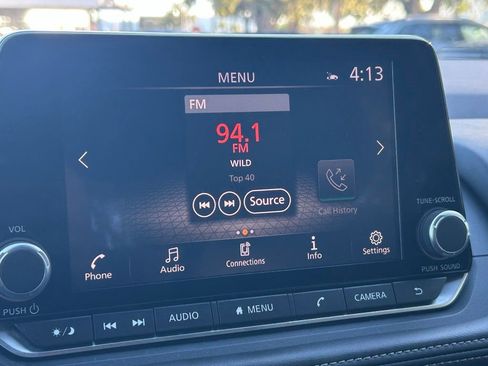 MENU
4:13
FM
94.1
FM
WILD
Top 40
Source
Call History
VOL
PUSH
TUNE-SCROLL
PUSH SOUND
Phone
Audio
Connections
Info
Settings
AUDIO
MENU
CAMERA